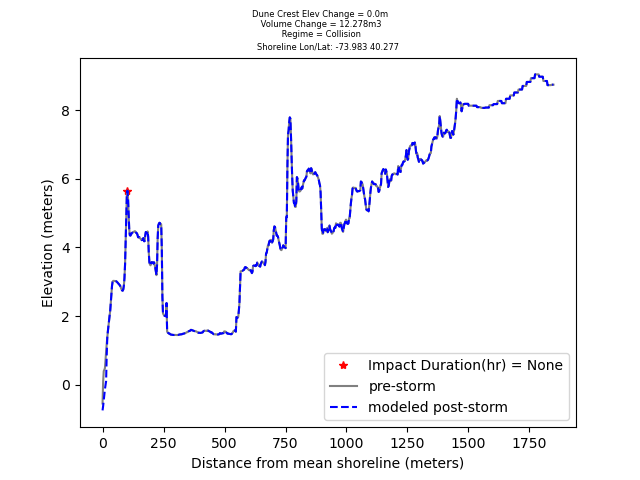 Dune Crest Elev Change = 0.0m
Volume Change = 12.278m3
Regime = Collision
Shoreline Lon/Lat: -73.983 40.277
Elevation (meters)
8
6
4
2
0
Impact Duration(hr) = None
pre-storm
modeled post-storm
0 250 500 750 1000 1250 1500 1750
Distance from mean shoreline (meters)